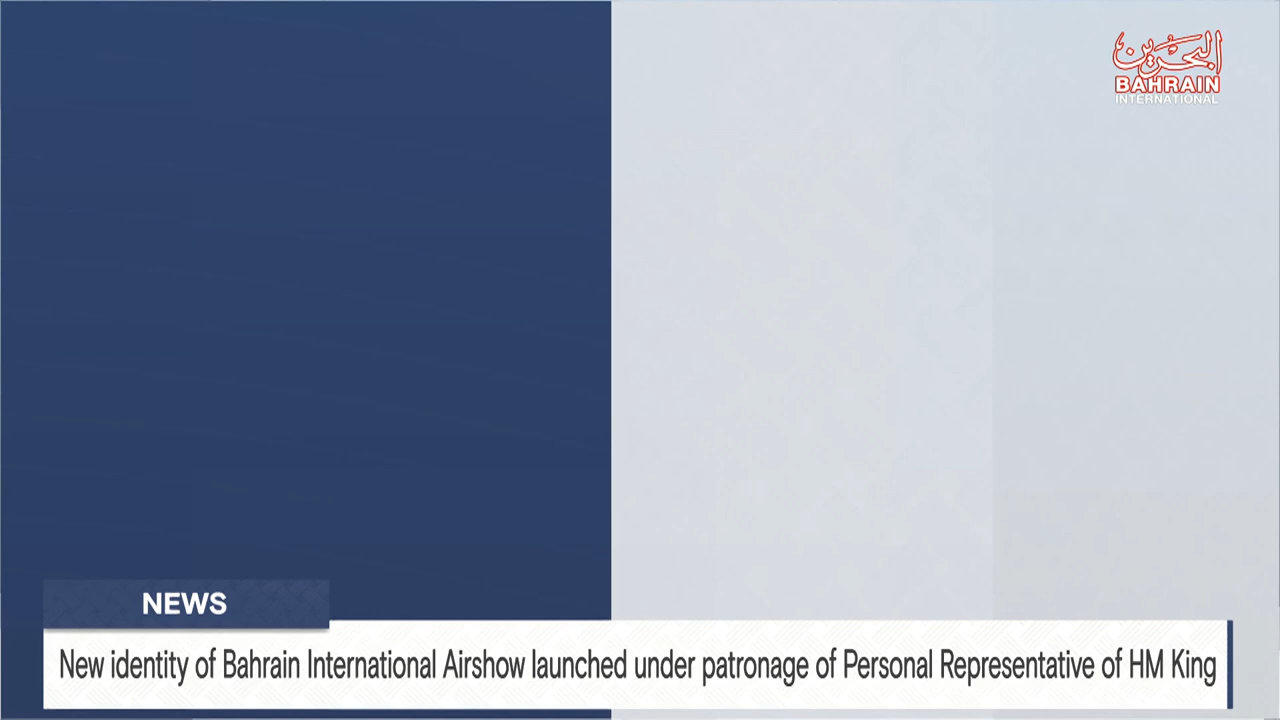 البحرين
BAHRAIN
INTERNATIONAL
NEWS
New identity of Bahrain International Airshow launched under patronage of Personal Representative of HM King